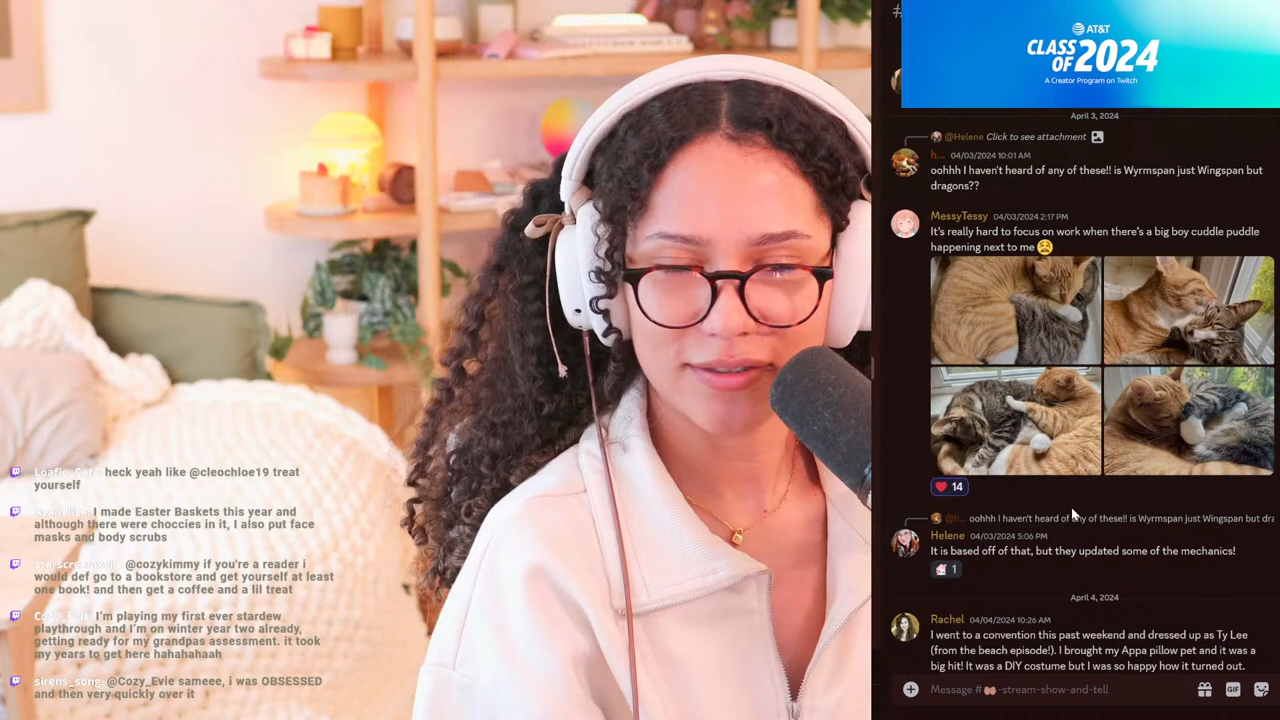 heck yeah like @cleochloe19 treat
yourself
I made Easter Baskets this year and
although there were choccies in it, I also put face
masks and body scrubs
@cozykimmy if you're a reader i
would def go to a bookstore and get yourself at least
one book! and then get a coffee and a lil treat
I'm playing my first ever stardew
playthrough and I'm on winter year two already,
getting ready for my grandpas assessment. it took
my years to get here hahahahaah
sirens_song: @Cozy_Evie sameee, i was OBSESSED
and then very quickly over it
#
AT&T
CLASS
OF 2024
A Creator Program on Twitch
April 3, 2024
@Helene Click to see attachment
h... 04/03/2024 10:01 AM
oohhh I haven't heard of any of these!! is Wyrmspan just Wingspan but
dragons??
MessyTessy 04/03/2024 2:17 PM
It's really hard to focus on work when there's a big boy cuddle puddle
happening next to me 😩
❤️ 14
@h... oohhh I haven't heard of any of these!! is Wyrmspan just Wingspan but dra
Helene 04/03/2024 5:06 PM
It is based off of that, but they updated some of the mechanics!
1
April 4, 2024
Rachel 04/04/2024 10:26 AM
I went to a convention this past weekend and dressed up as Ty Lee
(from the beach episode!). I brought my Appa pillow pet and it was a
big hit! It was a DIY costume but I was so happy how it turned out.
Message # -stream-show-and-tell
GIF